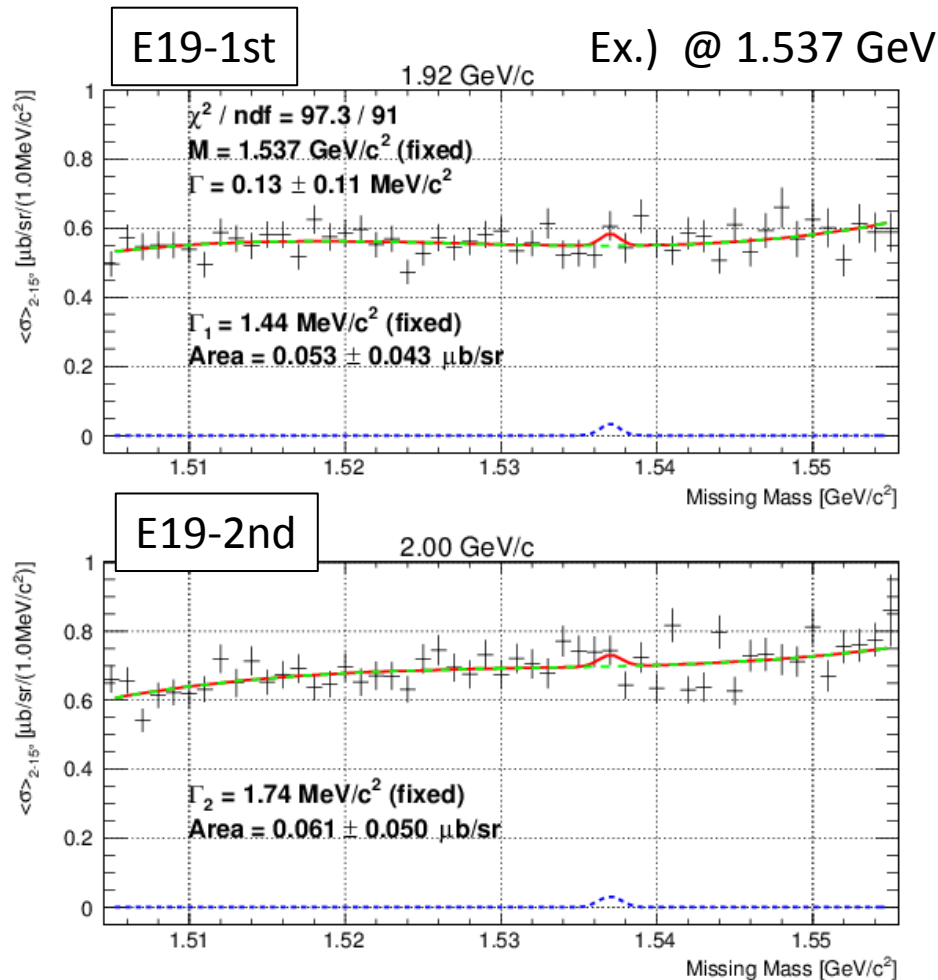 E19-1st
Ex.) @ 1.537 GeV
1.92 GeV/c
<σ>₂₋₁₅° [μb/sr/(1.0MeV/c²)]
1
0.8
0.6
0.4
0.2
0
χ² / ndf = 97.3 / 91
M = 1.537 GeV/c² (fixed)
Γ = 0.13 ± 0.11 MeV/c²
Γ₁ = 1.44 MeV/c² (fixed)
Area = 0.053 ± 0.043 μb/sr
1.51 1.52 1.53 1.54 1.55
Missing Mass [GeV/c²]
E19-2nd
2.00 GeV/c
<σ>₂₋₁₅° [μb/sr/(1.0MeV/c²)]
1
0.8
0.6
0.4
0.2
0
Γ₂ = 1.74 MeV/c² (fixed)
Area = 0.061 ± 0.050 μb/sr
1.51 1.52 1.53 1.54 1.55
Missing Mass [GeV/c²]